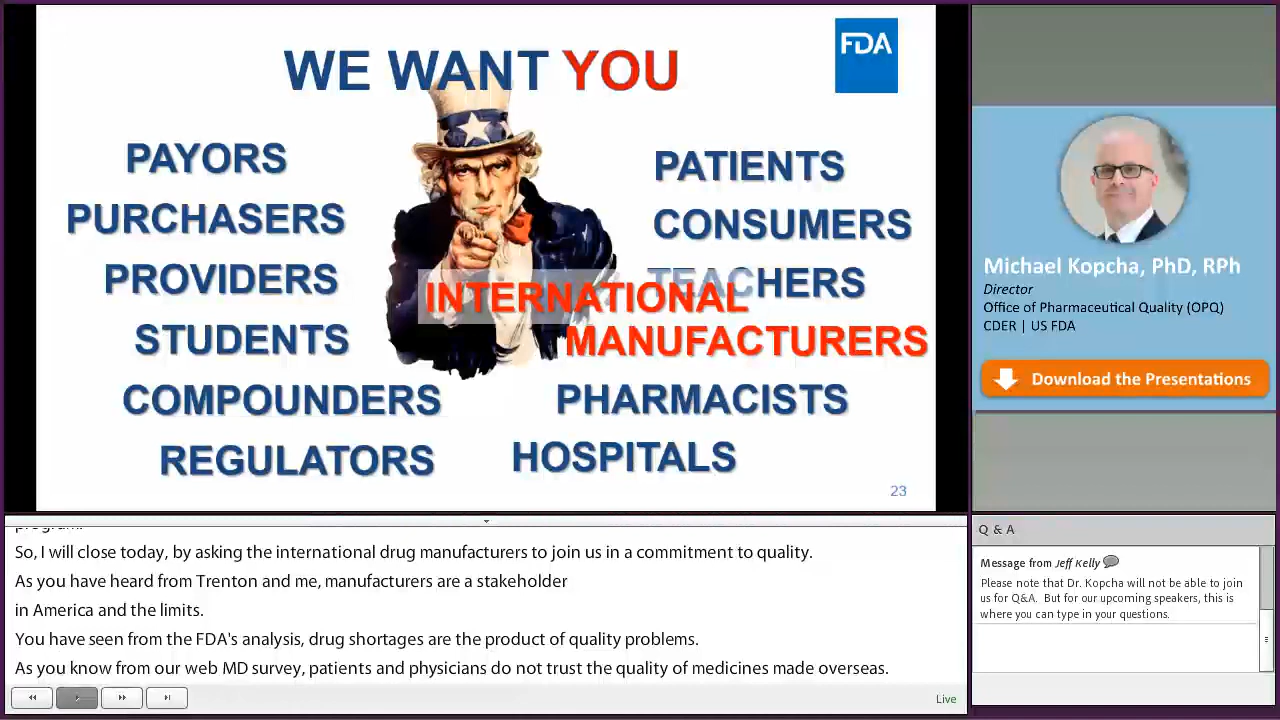 WE WANT YOU
FDA
PAYORS
PURCHASERS
PROVIDERS
STUDENTS
COMPOUNDERS
REGULATORS
PATIENTS
CONSUMERS
TEACHERS
INTERNATIONAL
MANUFACTURERS
PHARMACISTS
HOSPITALS
23
Michael Kopcha, PhD, RPh
Director
Office of Pharmaceutical Quality (OPQ)
CDER | US FDA
Download the Presentations
program.
So, I will close today, by asking the international drug manufacturers to join us in a commitment to quality.
As you have heard from Trenton and me, manufacturers are a stakeholder
in America and the limits.
You have seen from the FDA's analysis, drug shortages are the product of quality problems.
As you know from our web MD survey, patients and physicians do not trust the quality of medicines made overseas.
Live
Q & A
Message from Jeff Kelly
Please note that Dr. Kopcha will not be able to join
us for Q&A.  But for our upcoming speakers, this is
where you can type in your questions.